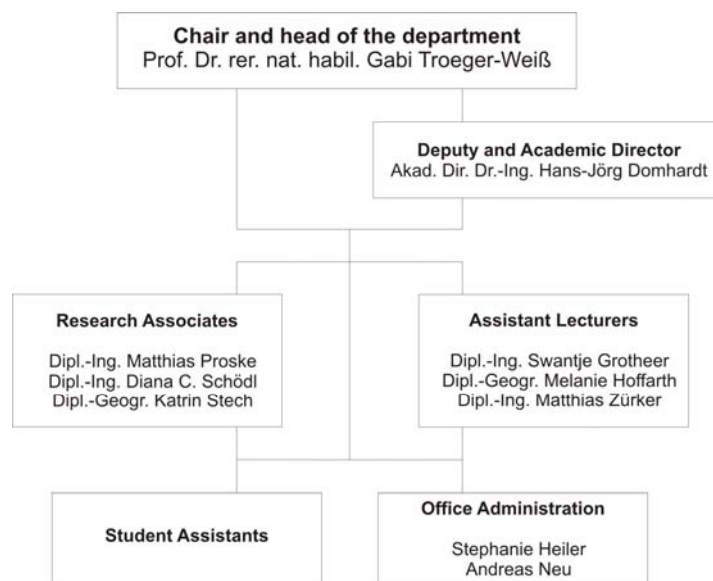 Chair and head of the department
Prof. Dr. rer. nat. habil. Gabi Troeger-Weiß
Deputy and Academic Director
Akad. Dir. Dr.-Ing. Hans-Jörg Domhardt
Research Associates
Dipl.-Ing. Matthias Proske
Dipl.-Ing. Diana C. Schödl
Dipl.-Geogr. Katrin Stech
Assistant Lecturers
Dipl.-Ing. Swantje Grotheer
Dipl.-Geogr. Melanie Hoffarth
Dipl.-Ing. Matthias Zürker
Student Assistants
Office Administration
Stephanie Heiler
Andreas Neu